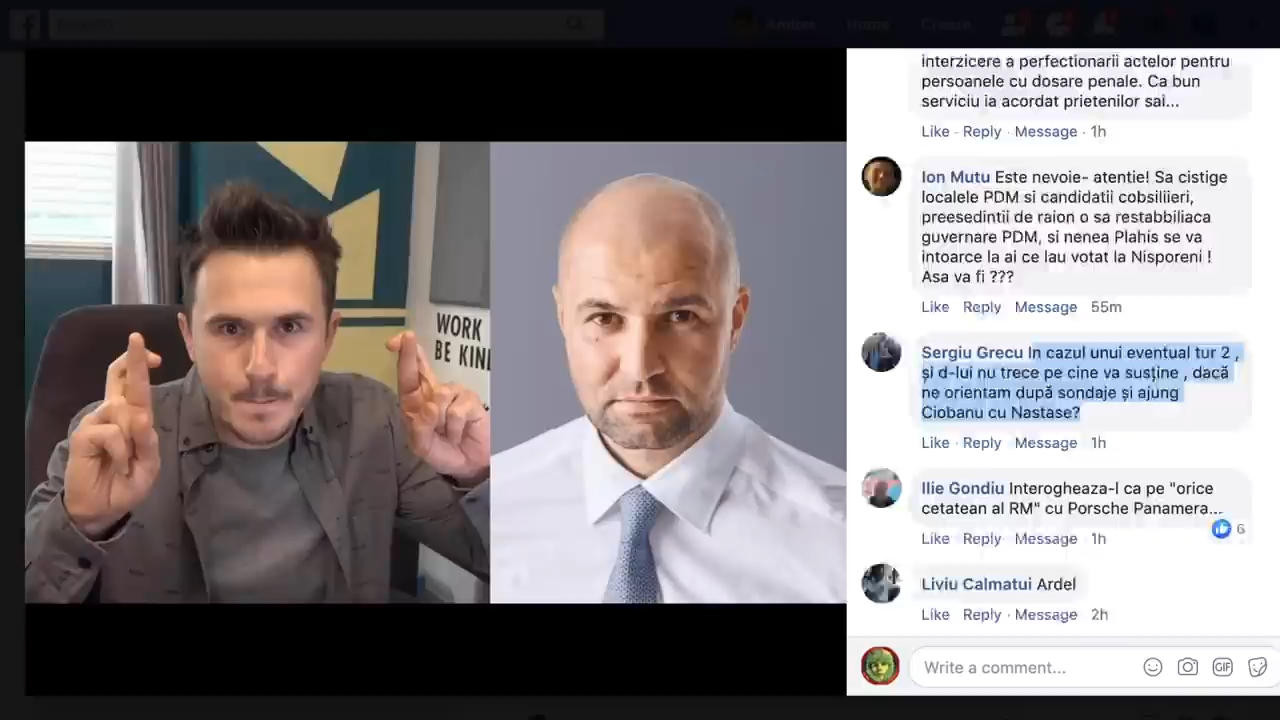 Home
Create
interzicere a perfectionarii actelor pentru
persoanele cu dosare penale. Ca bun
serviciu ia acordat prietenilor sai...
Like · Reply · Message · 1h
Ion Mutu Este nevoie- atentie! Sa cistige
localele PDM si candidatii cobsiliieri,
preesedintii de raion o sa restabbiliaca
guvernare PDM, si nenea Plahis se va
intoarce la ai ce lau votat la Nisporeni !
Asa va fi ???
Like Reply Message 55m
Sergiu Grecu In cazul unui eventual tur 2 ,
și d-lui nu trece pe cine va susține , dacă
ne orientam după sondaje și ajung
Ciobanu cu Nastase?
Like · Reply Message 1h
Ilie Gondiu Interogheaza-l ca pe "orice
cetatean al RM" cu Porsche Panamera...
6
Like Reply · Message · 1h
Liviu Calmatui Ardel
Like Reply · Message 2h
Write a comment...
GIF
WORK
BE KIN